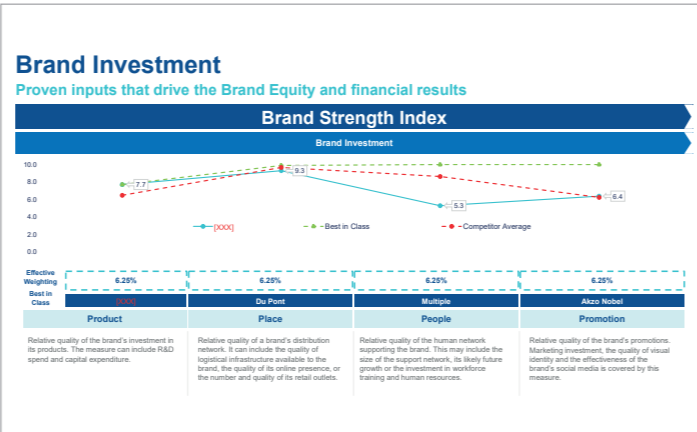 Brand Investment
Proven inputs that drive the Brand Equity and financial results
Brand Strength Index
Brand Investment
10.0
8.0
6.0
4.0
2.0
0.0
7.7
9.3
5.3
6.4
[XXX]
Best in Class
Competitor Average
Effective Weighting
6.25%
6.25%
6.25%
6.25%
Best in Class
[XXX]
Du Pont
Multiple
Akzo Nobel
Product
Place
People
Promotion
Relative quality of the brand's investment in
its products. The measure can include R&D
spend and capital expenditure.
Relative quality of a brand's distribution
network. It can include the quality of
logistical infrastructure available to the
brand, the quality of its online presence, or
the number and quality of its retail outlets.
Relative quality of the human network
supporting the brand. This may include the
size of the support network, its likely future
growth or the investment in workforce
training and human resources.
Relative quality of the brand's promotions.
Marketing investment, the quality of visual
identity and the effectiveness of the
brand's social media is covered by this
measure.